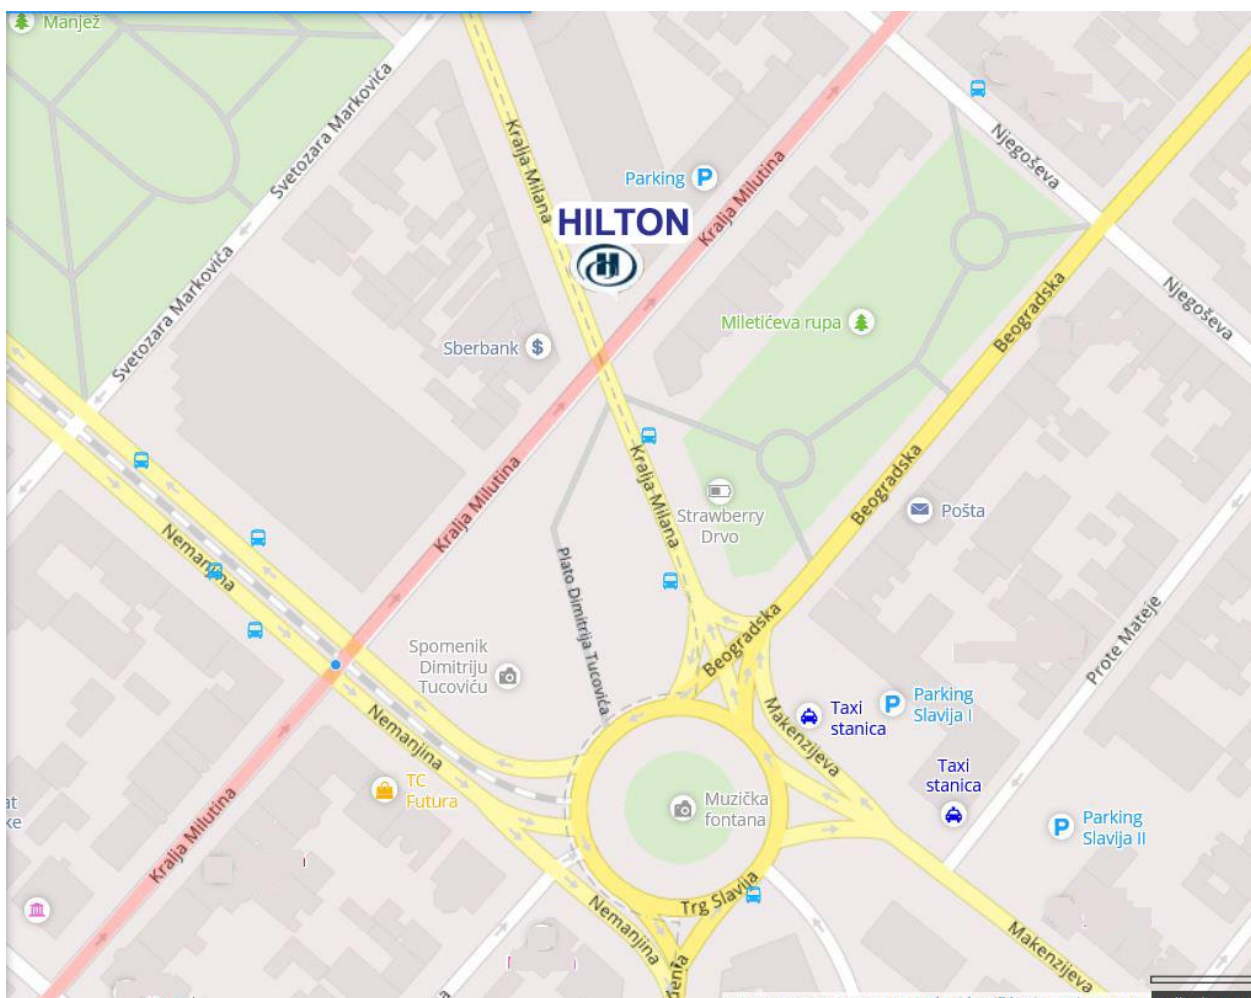 Manjež
Svetozara Markovića
Kralja Milana
Njegoševa
Parking
P
Kralja Milutina
HILTON
H
Svetozara Markovića
Beogradska
Njegoševa
Miletićeva rupa
Sberbank
$
Kralja Milana
Kralja Milutina
Beogradska
Strawberry
Drvo
Pošta
Nemanjina
Plato Dimitrija Tucovića
Prote Mateje
Beogradska
Spomenik
Dimitriju
Tucoviću
Parking
Slavija I
P
Taxi
stanica
Makenzijeva
Nemanjina
Taxi
stanica
TC
Futura
Muzička
fontana
P
Parking
Slavija II
Kralja Milutina
Trg Slavija
Nemanjina
Makenzijeva